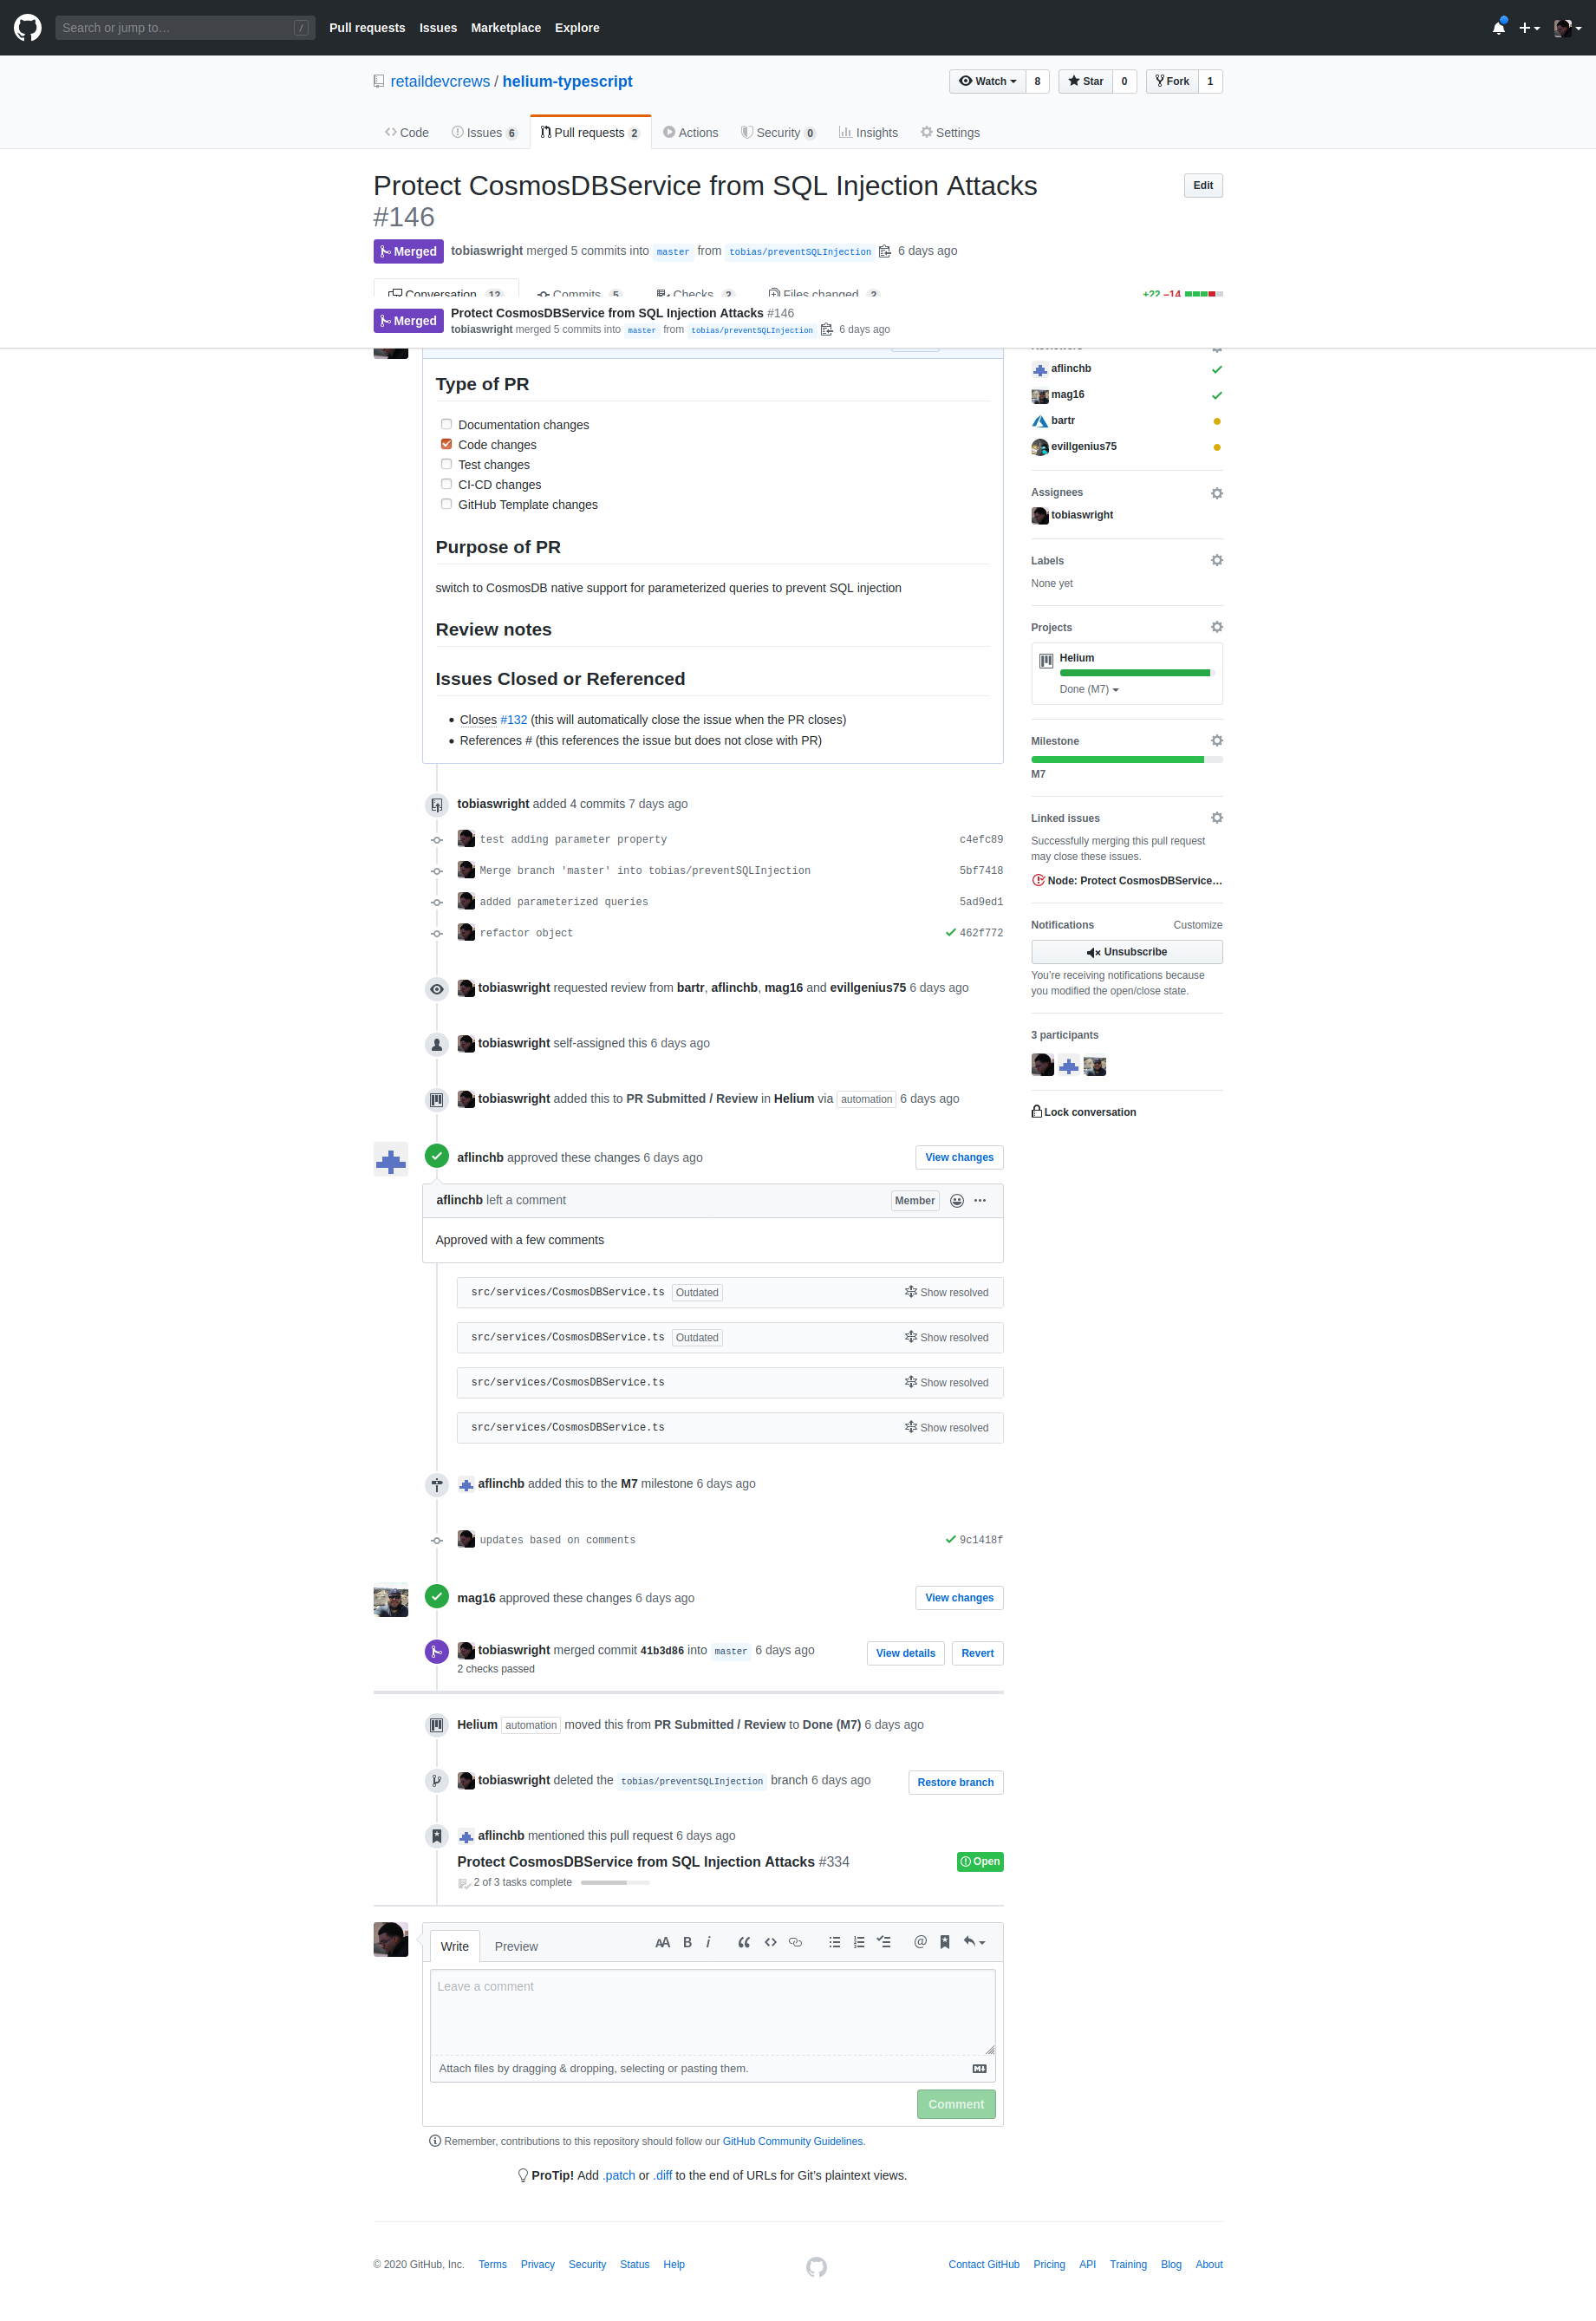 Search or jump to…
/
Pull requests Issues Marketplace Explore
retaildevcrews / helium-typescript
Watch 8
Star 0
Fork 1
Code
Issues 6
Pull requests 2
Actions
Security 0
Insights
Settings
Protect CosmosDBService from SQL Injection Attacks
#146
Edit
Merged tobiaswright merged 5 commits into master from tobias/preventSQLInjection 6 days ago
Conversation 12
Commits 5
Checks 2
Files changed 2
+22 −14
Merged
Protect CosmosDBService from SQL Injection Attacks #146
tobiaswright merged 5 commits into master from tobias/preventSQLInjection 6 days ago
Type of PR
Documentation changes
Code changes
Test changes
CI-CD changes
GitHub Template changes
Purpose of PR
switch to CosmosDB native support for parameterized queries to prevent SQL injection
Review notes
Issues Closed or Referenced
Closes #132 (this will automatically close the issue when the PR closes)
References # (this references the issue but does not close with PR)
tobiaswright added 4 commits 7 days ago
test adding parameter property c4efc89
Merge branch 'master' into tobias/preventSQLInjection 5bf7418
added parameterized queries 5ad9ed1
refactor object 462f772
tobiaswright requested review from bartr, aflinchb, mag16 and evillgenius75 6 days ago
tobiaswright self-assigned this 6 days ago
tobiaswright added this to PR Submitted / Review in Helium via automation 6 days ago
aflinchb approved these changes 6 days ago
View changes
aflinchb left a comment
Member
Approved with a few comments
src/services/CosmosDBService.ts Outdated Show resolved
src/services/CosmosDBService.ts Outdated Show resolved
src/services/CosmosDBService.ts Show resolved
src/services/CosmosDBService.ts Show resolved
aflinchb added this to the M7 milestone 6 days ago
updates based on comments 9c1418f
mag16 approved these changes 6 days ago
View changes
tobiaswright merged commit 41b3d86 into master 6 days ago
View details Revert
2 checks passed
Helium automation moved this from PR Submitted / Review to Done (M7) 6 days ago
tobiaswright deleted the tobias/preventSQLInjection branch 6 days ago
Restore branch
aflinchb mentioned this pull request 6 days ago
Protect CosmosDBService from SQL Injection Attacks #334
Open
2 of 3 tasks complete
Write Preview
AA B i
Leave a comment
Attach files by dragging & dropping, selecting or pasting them.
Comment
Remember, contributions to this repository should follow our GitHub Community Guidelines.
ProTip! Add .patch or .diff to the end of URLs for Git’s plaintext views.
Reviewers
aflinchb
mag16
bartr
evillgenius75
Assignees
tobiaswright
Labels
None yet
Projects
Helium
Done (M7)
Milestone
M7
Linked issues
Successfully merging this pull request
may close these issues.
Node: Protect CosmosDBService…
Notifications Customize
Unsubscribe
You’re receiving notifications because
you modified the open/close state.
3 participants
Lock conversation
© 2020 GitHub, Inc. Terms Privacy Security Status Help
Contact GitHub Pricing API Training Blog About